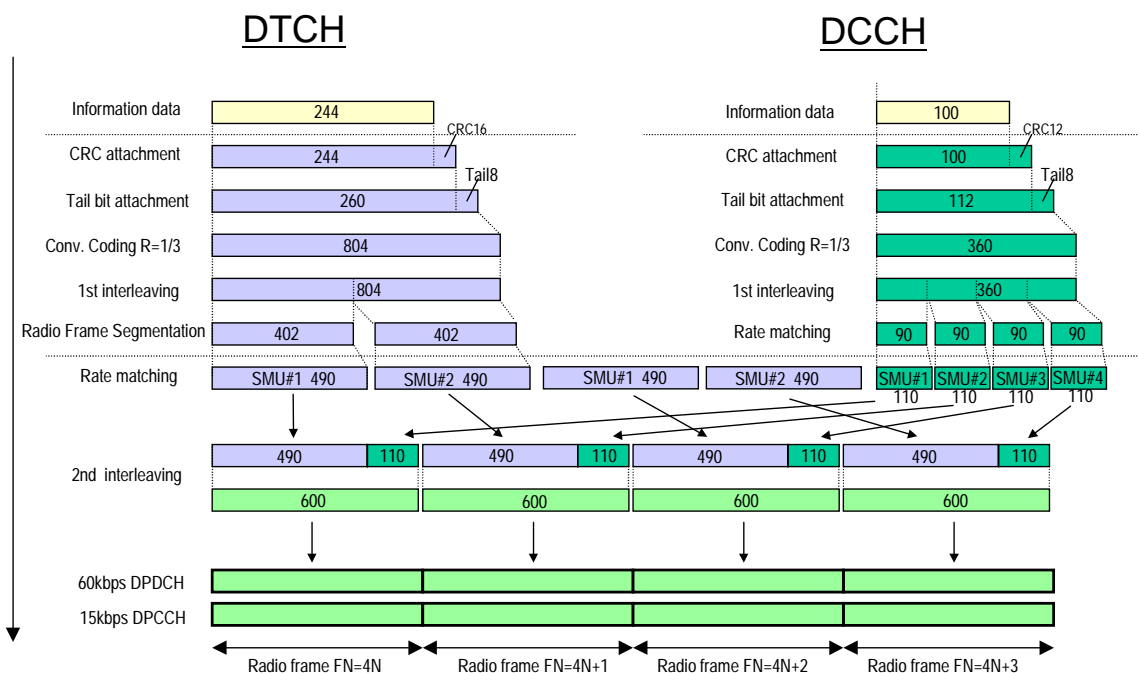 DTCH DCCH
Information data 244 Information data 100
CRC16 CRC12
CRC attachment 244 CRC attachment 100
Tail8 Tail8
Tail bit attachment 260 Tail bit attachment 112
Conv. Coding R=1/3 804 Conv. Coding R=1/3 360
1st interleaving 804 1st interleaving 360
Radio Frame Segmentation 402 402 Rate matching 90 90 90 90
Rate matching SMU#1 490 SMU#2 490 SMU#1 490 SMU#2 490 SMU#1 SMU#2 SMU#3 SMU#4
110 110 110 110
490 110 490 110 490 110 490 110
2nd interleaving
600 600 600 600
60kbps DPDCH
15kbps DPCCH
Radio frame FN=4N Radio frame FN=4N+1 Radio frame FN=4N+2 Radio frame FN=4N+3